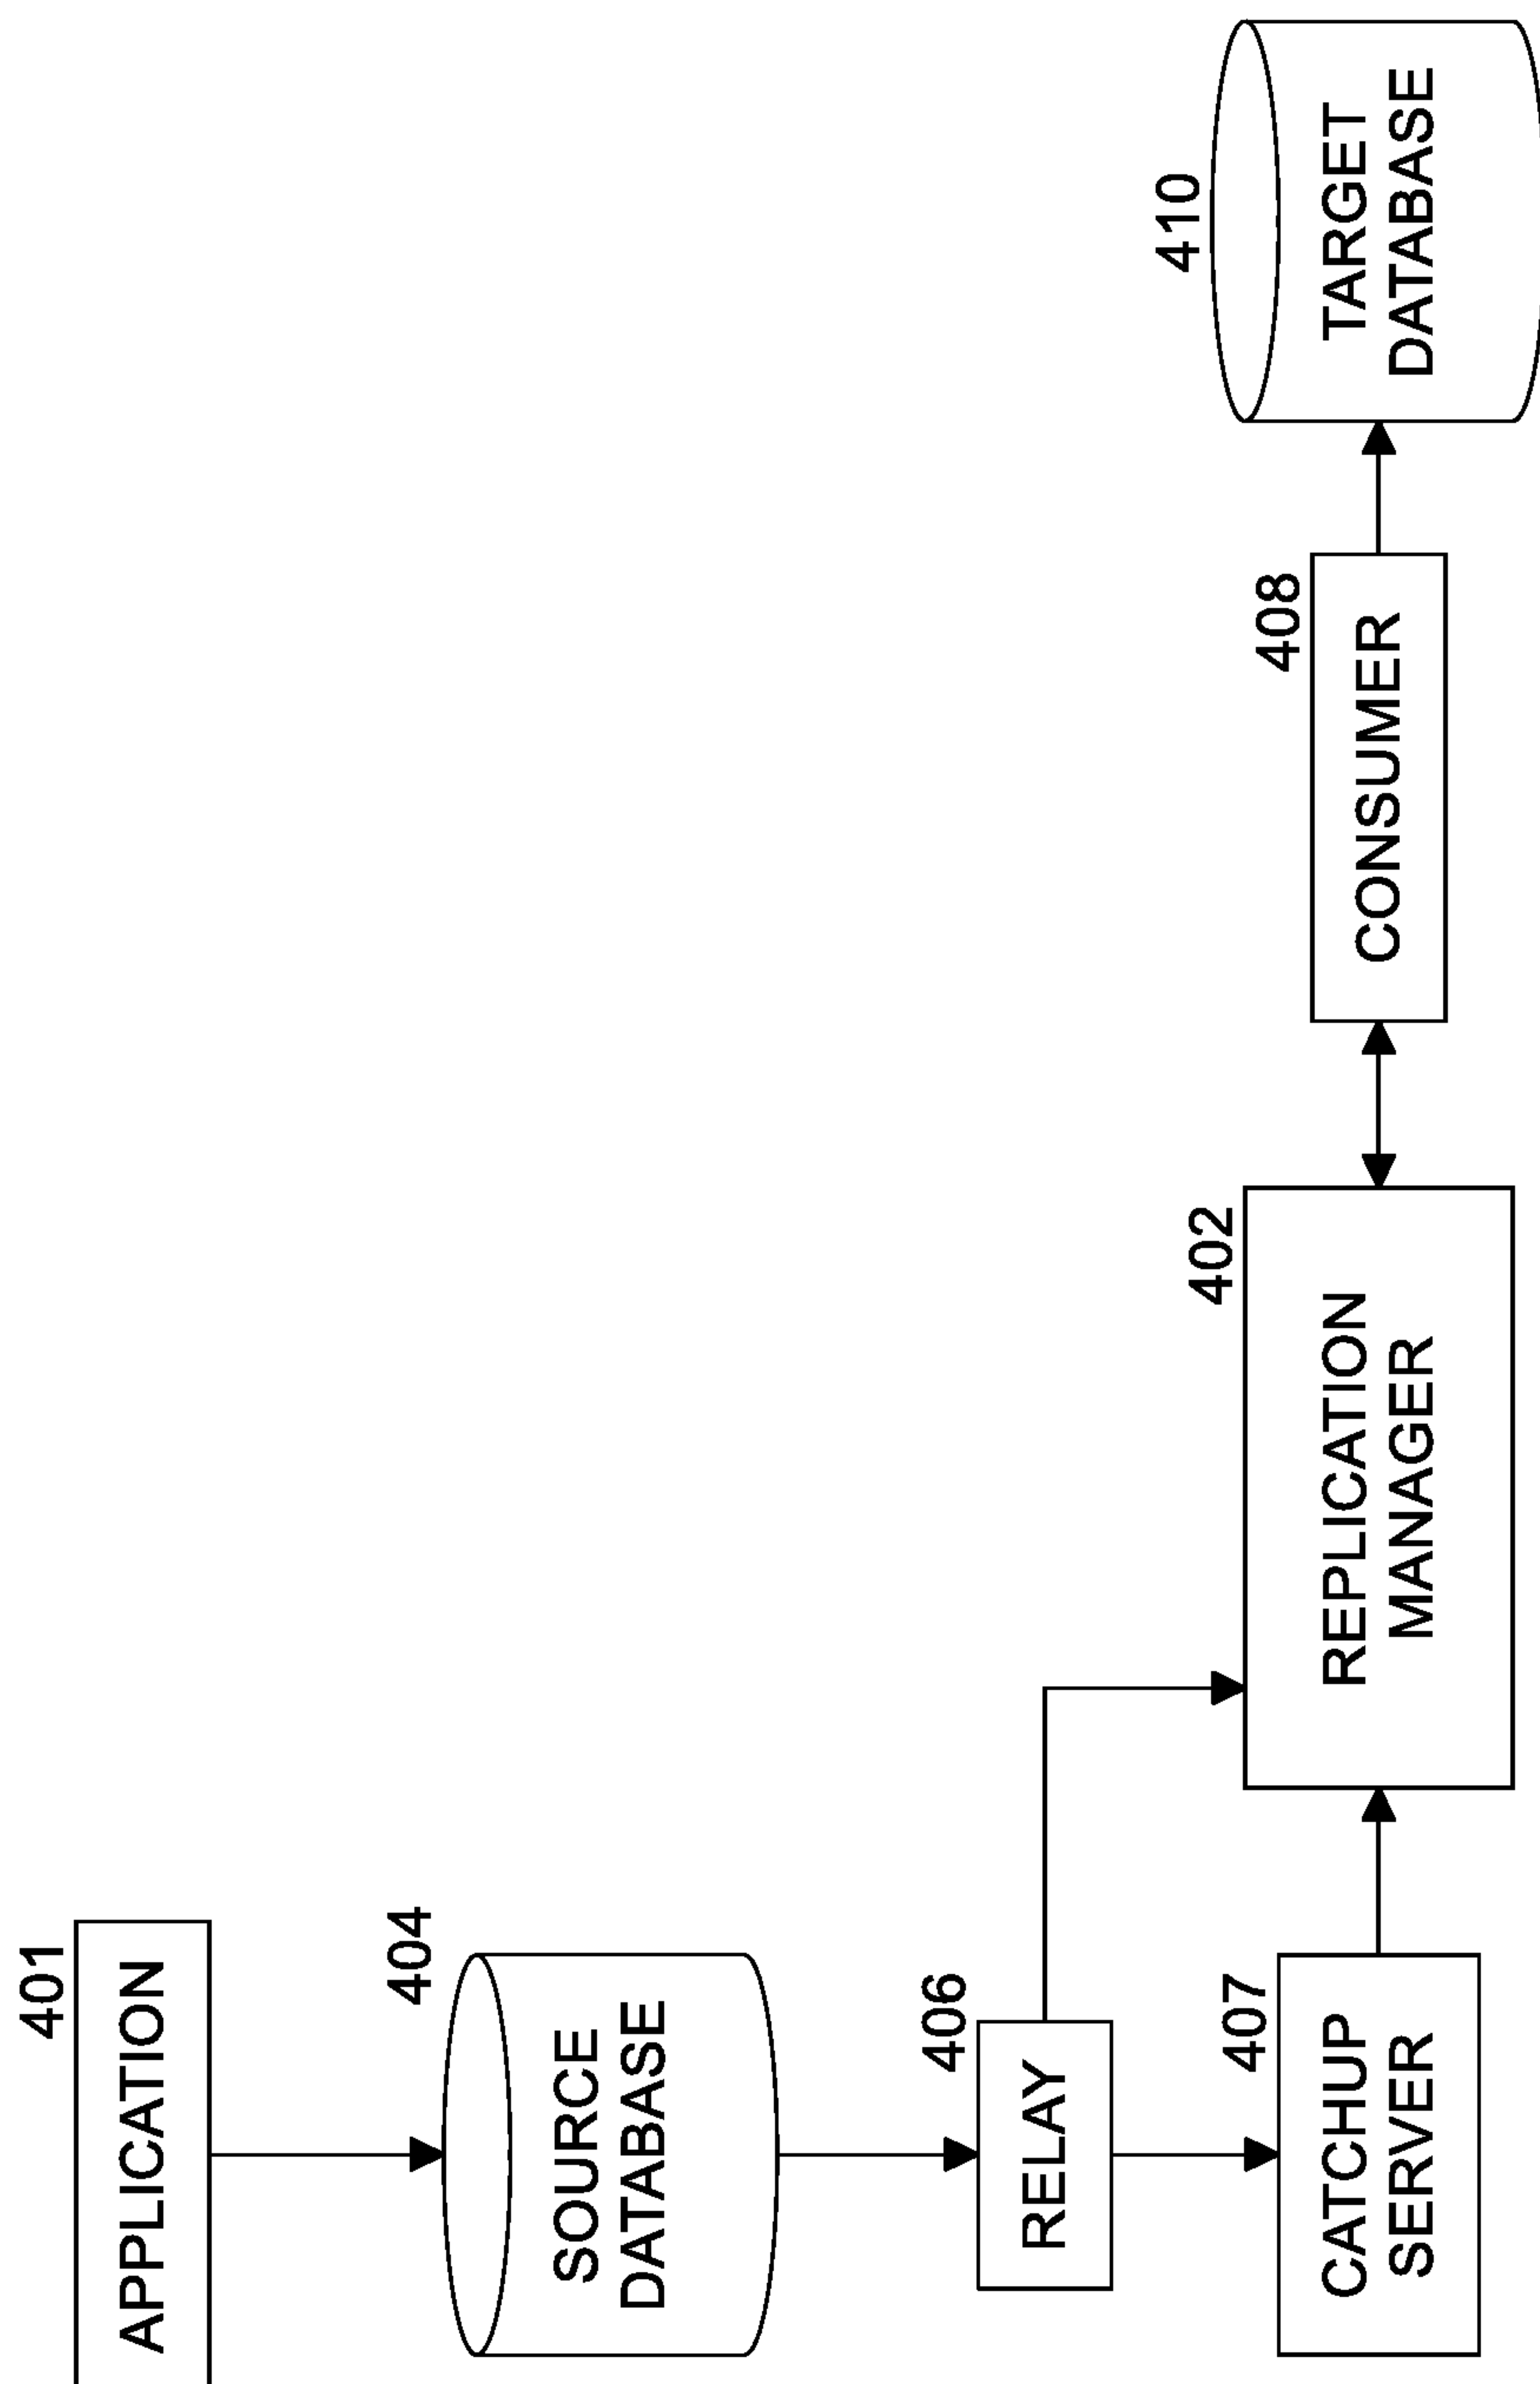 401
APPLICATION
404
SOURCE
DATABASE
406
RELAY
407
CATCHUP
SERVER
402
REPLICATION
MANAGER
408
CONSUMER
410
TARGET
DATABASE